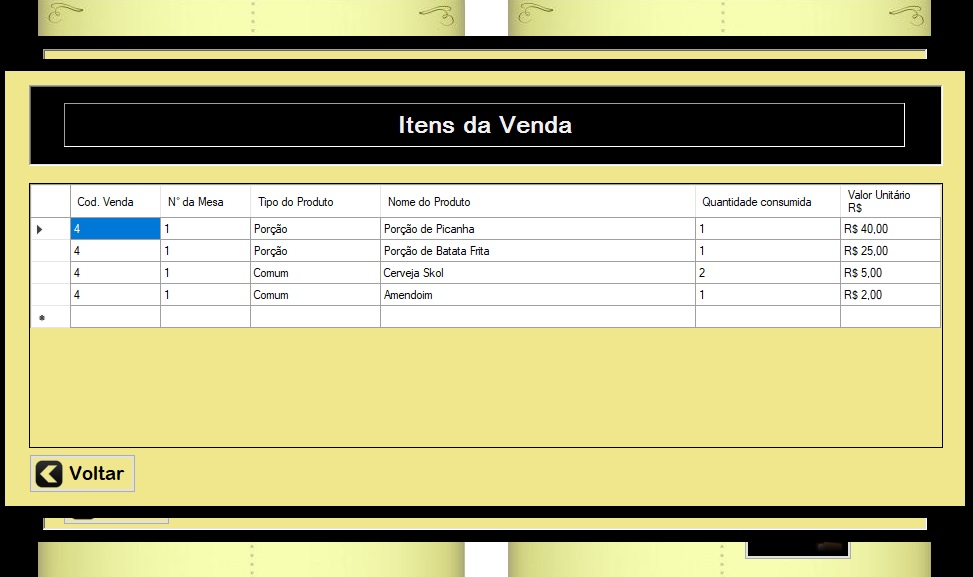 Itens da Venda
Cod. Venda N° da Mesa Tipo do Produto Nome do Produto Quantidade consumida Valor Unitário R$
4 1 Porção Porção de Picanha 1 R$ 40,00
4 1 Porção Porção de Batata Frita 1 R$ 25,00
4 1 Comum Cerveja Skol 2 R$ 5,00
4 1 Comum Amendoim 1 R$ 2,00
Voltar